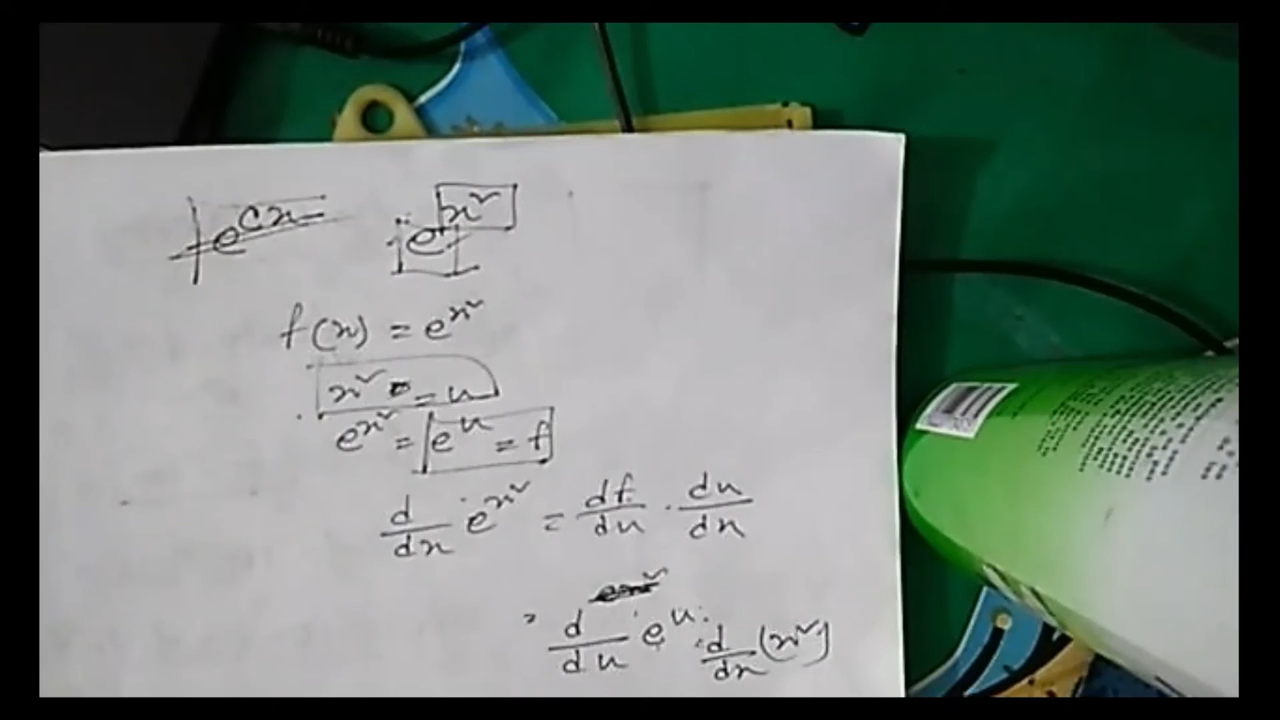 e^{cx} e^{x²}
f(x) = e^{x²}
x² = u
e^{x²} = e^u = f
d/dx e^{x²} = df/du · du/dx
d/du e^u · d/dx (x²)